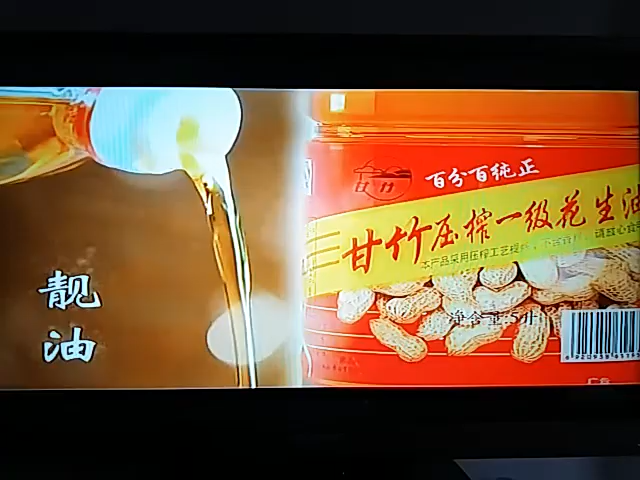 靓
油
甘竹
百分百纯正
甘竹压榨一级花生油
本产品采用压榨工艺提
净含量:5升